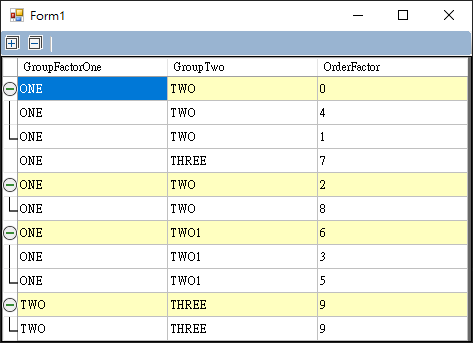 Form1
GroupFactorOne GroupTwo OrderFactor
ONE TWO 0
ONE TWO 4
ONE TWO 1
ONE THREE 7
ONE TWO 2
ONE TWO 8
ONE TWO1 6
ONE TWO1 3
ONE TWO1 5
TWO THREE 9
TWO THREE 9